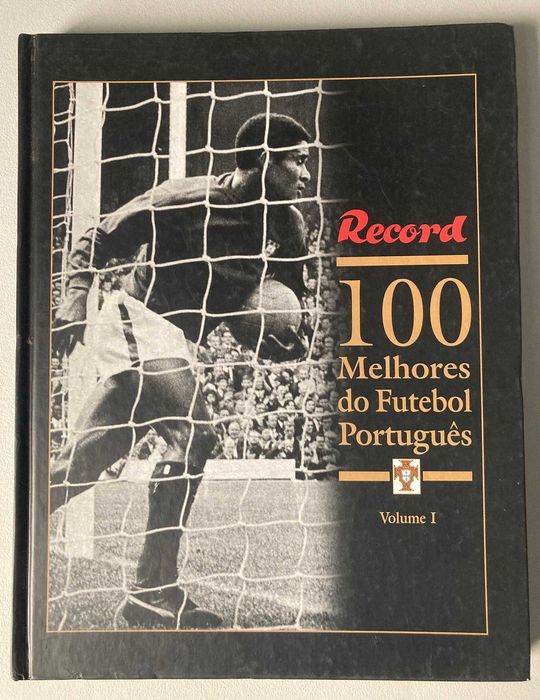 Record
100
Melhores
do Futebol
Português
Volume I